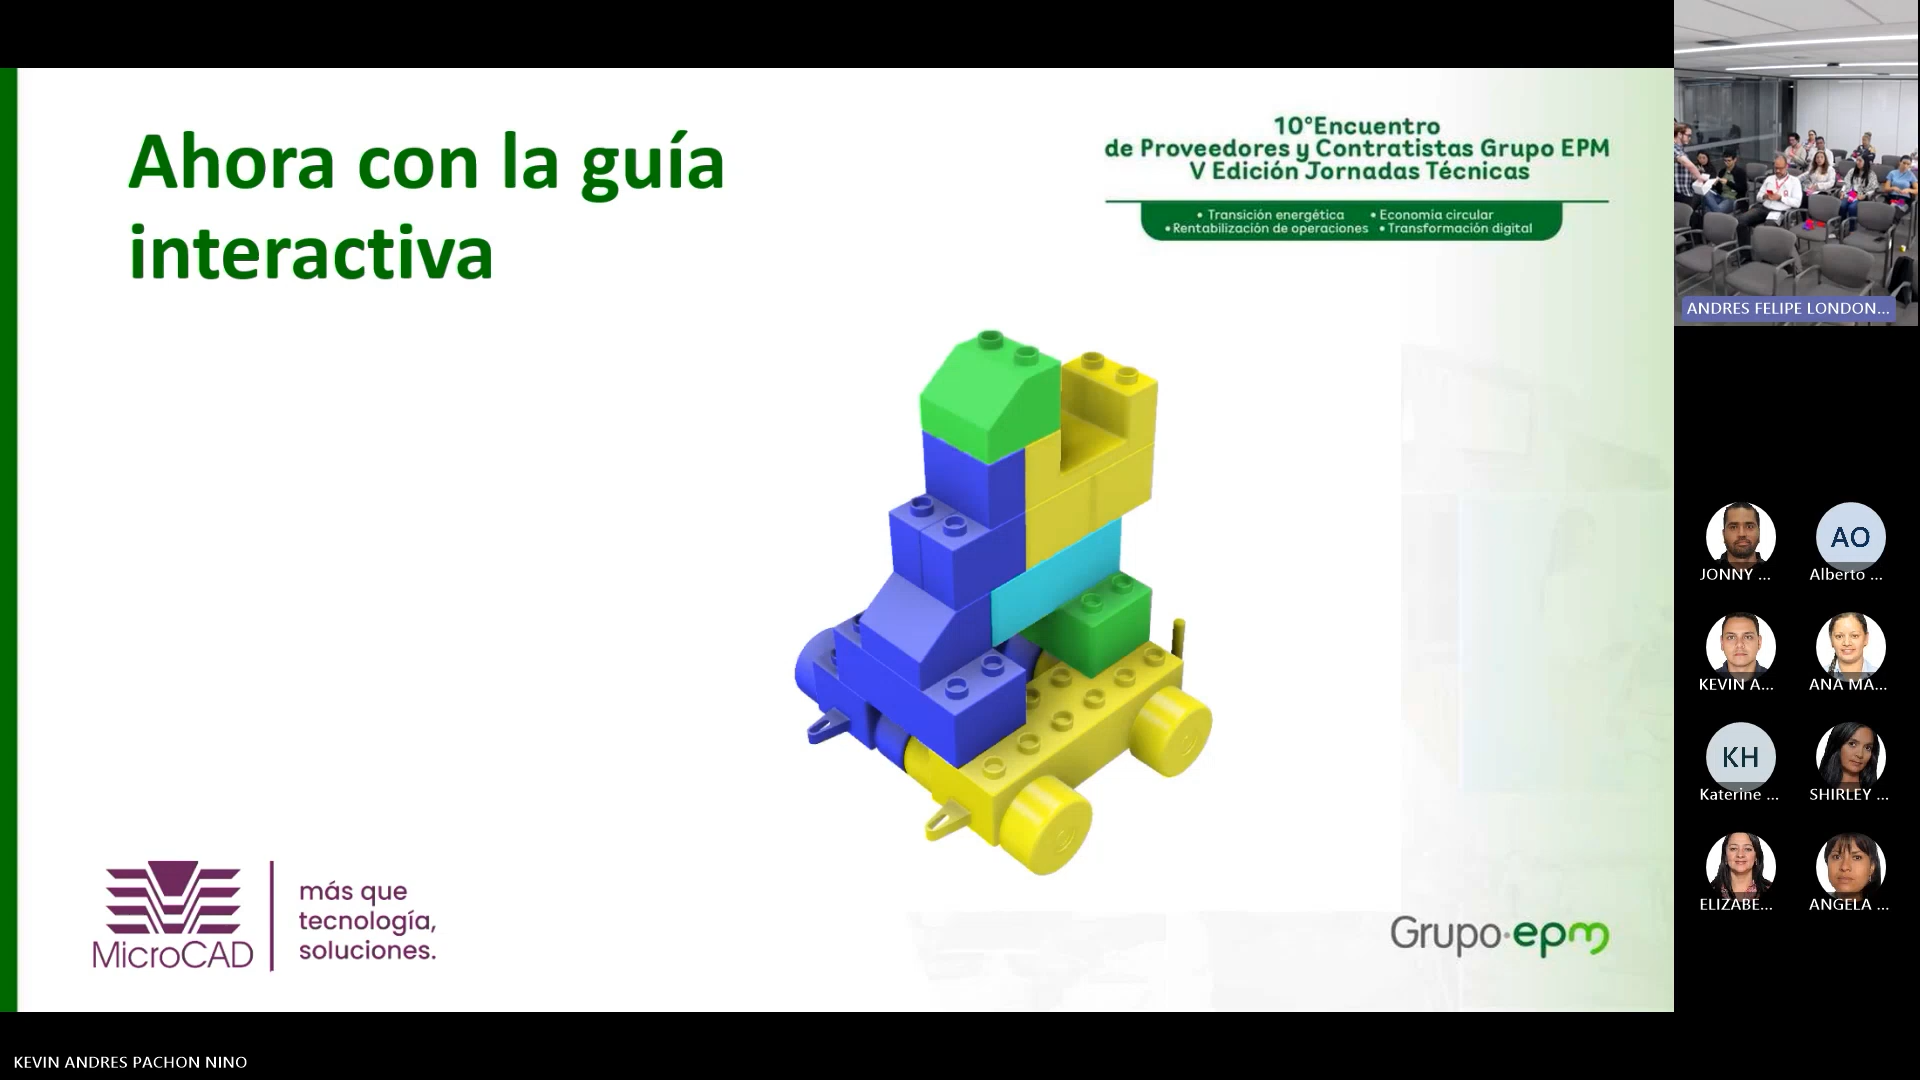 Ahora con la guía
interactiva
10°Encuentro
de Proveedores y Contratistas Grupo EPM
V Edición Jornadas Técnicas
• Transición energética • Economía circular
• Rentabilización de operaciones • Transformación digital
MicroCAD
más que
tecnología,
soluciones.
Grupo·epm
ANDRES FELIPE LONDON...
JONNY ...
AO
Alberto ...
KEVIN A...
ANA MA...
KH
Katerine ...
SHIRLEY ...
ELIZABE...
ANGELA ...
KEVIN ANDRES PACHON NINO